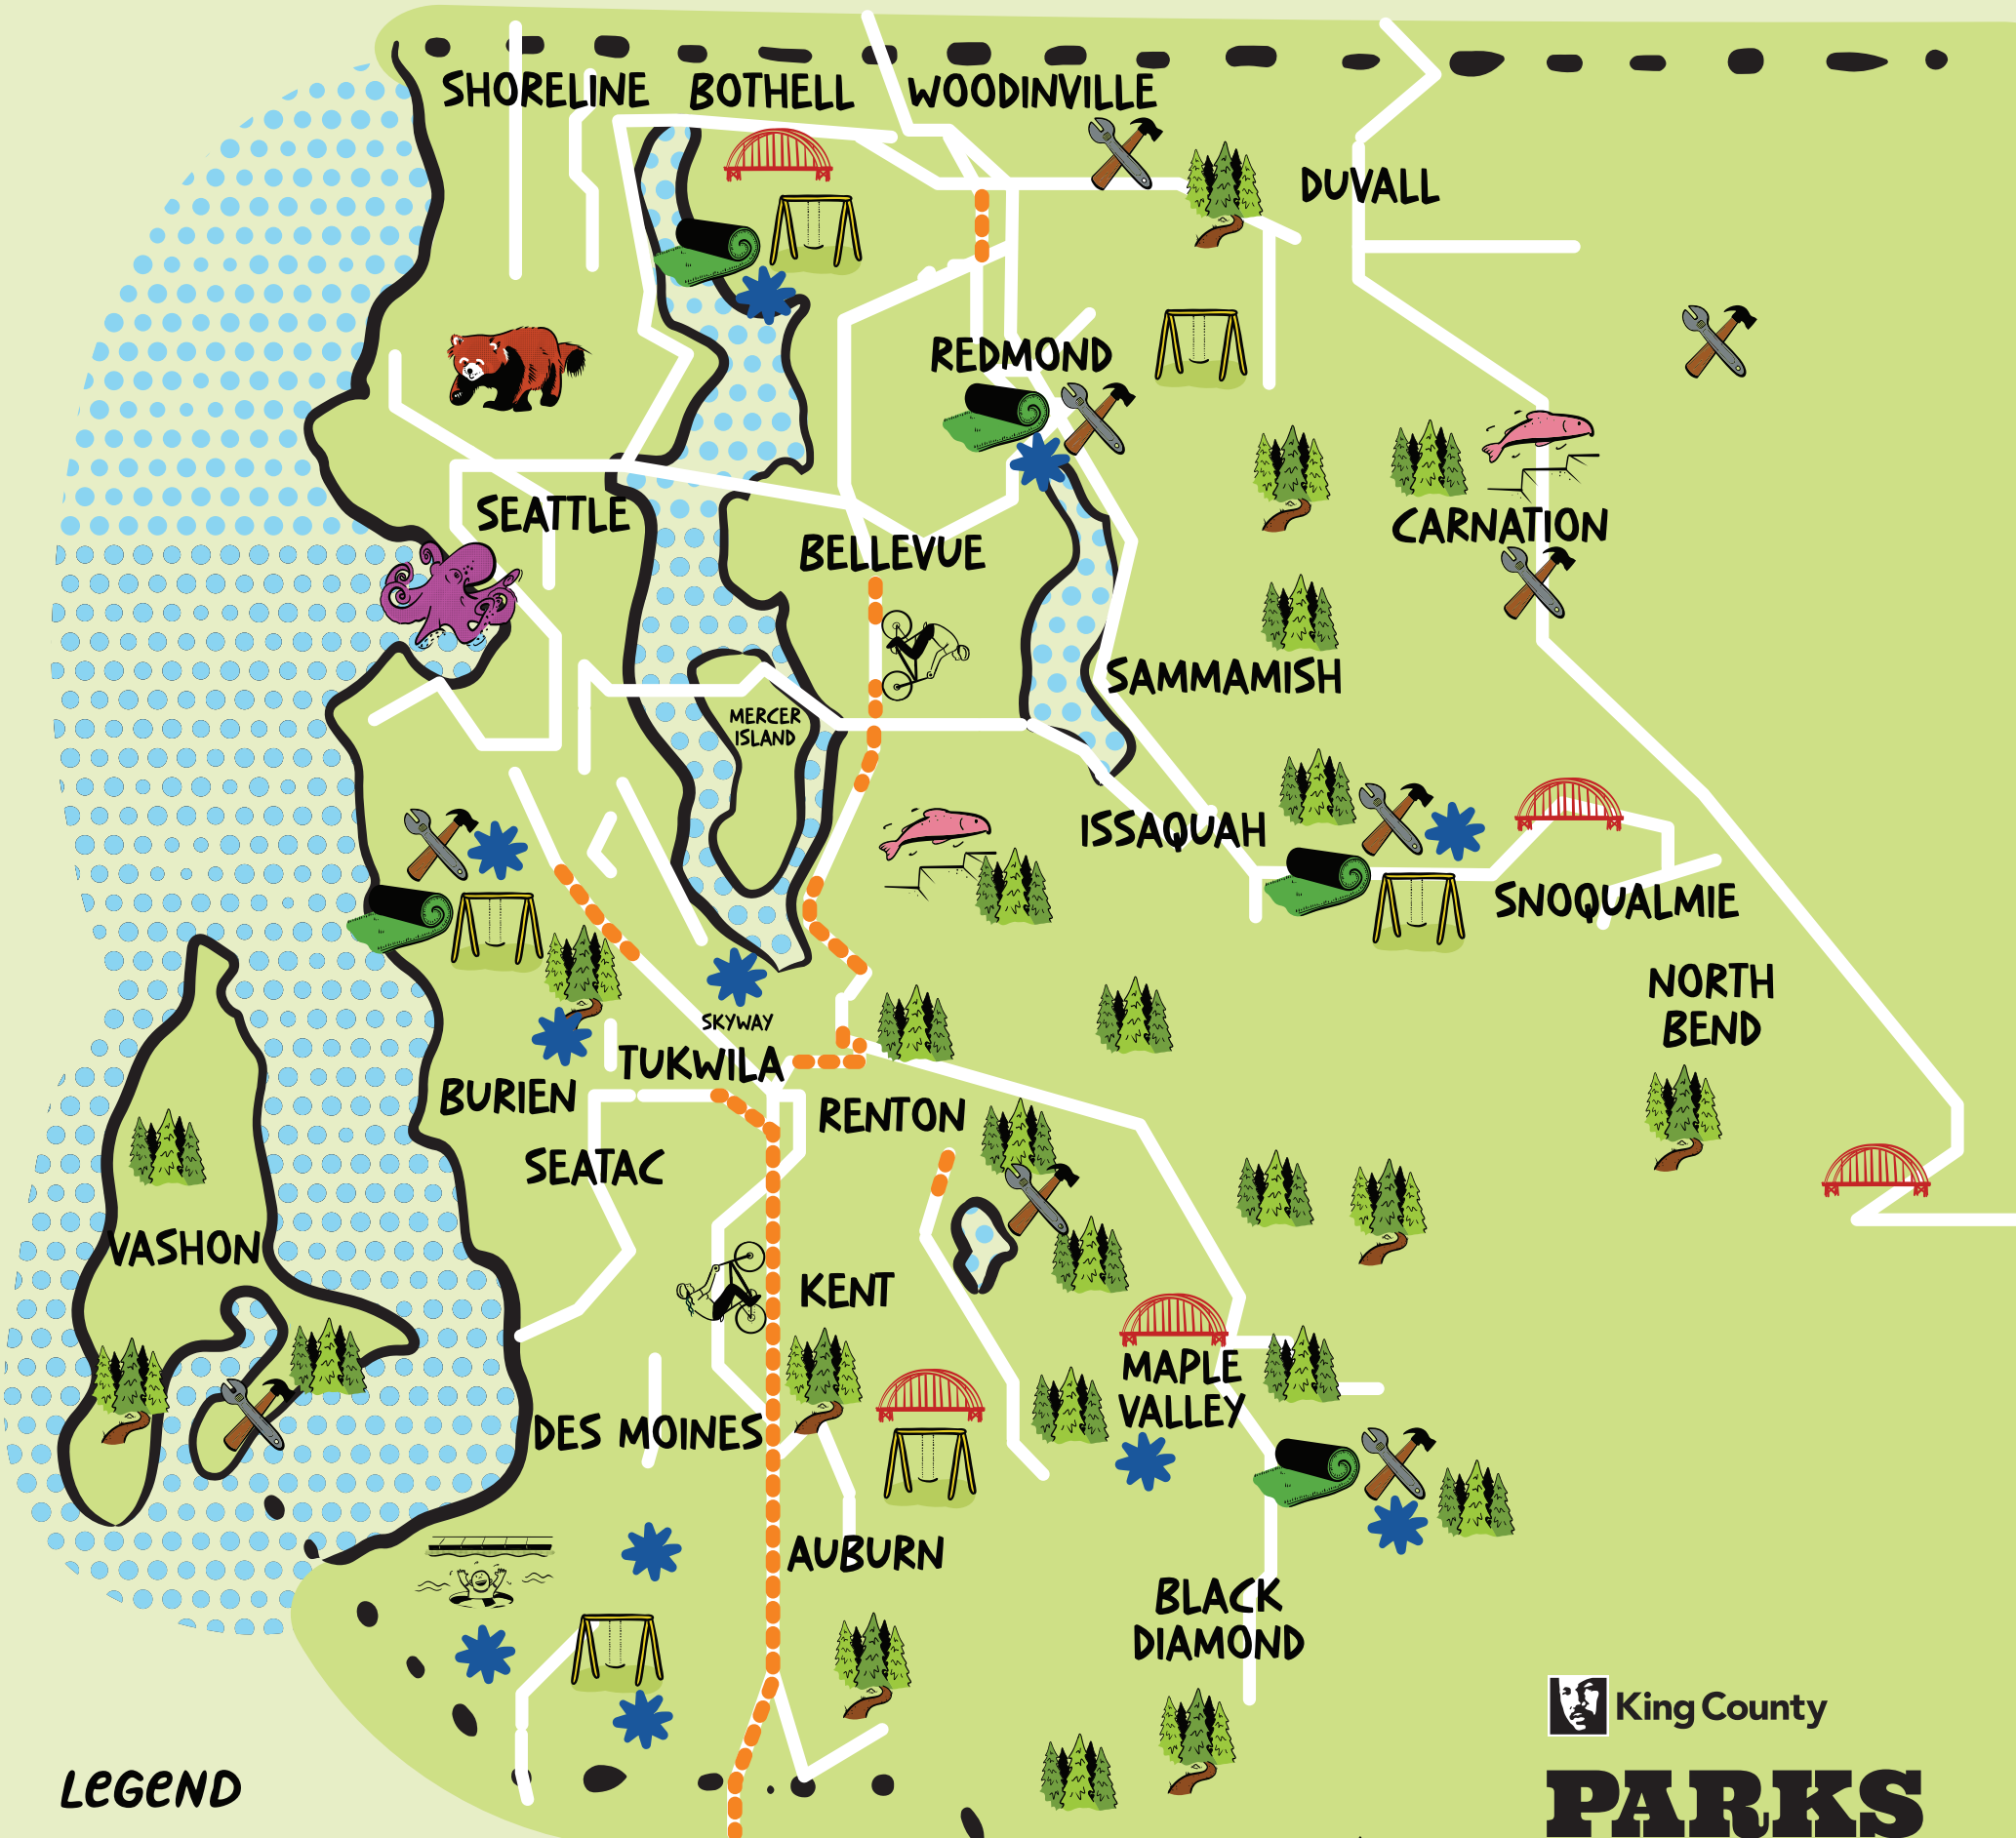 SHORELINE
BOTHELL
WOODINVILLE
DUVALL
REDMOND
SEATTLE
CARNATION
BELLEVUE
SAMMAMISH
MERCER
ISLAND
ISSAQUAH
SNOQUALMIE
NORTH
BEND
SKYWAY
TUKWILA
BURIEN
RENTON
SEATAC
VASHON
KENT
MAPLE
VALLEY
DES MOINES
AUBURN
BLACK
DIAMOND
King County
PARKS
LEGEND